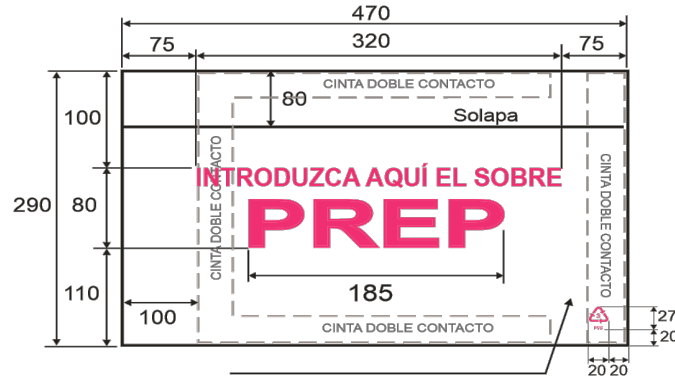 470
75 320 75
CINTA DOBLE CONTACTO
80
100
Solapa
INTRODUZCA AQUÍ EL SOBRE
PREP
CINTA DOBLE CONTACTO
CINTA DOBLE CONTACTO
290
80
185
110
100
CINTA DOBLE CONTACTO
27
20
20 20